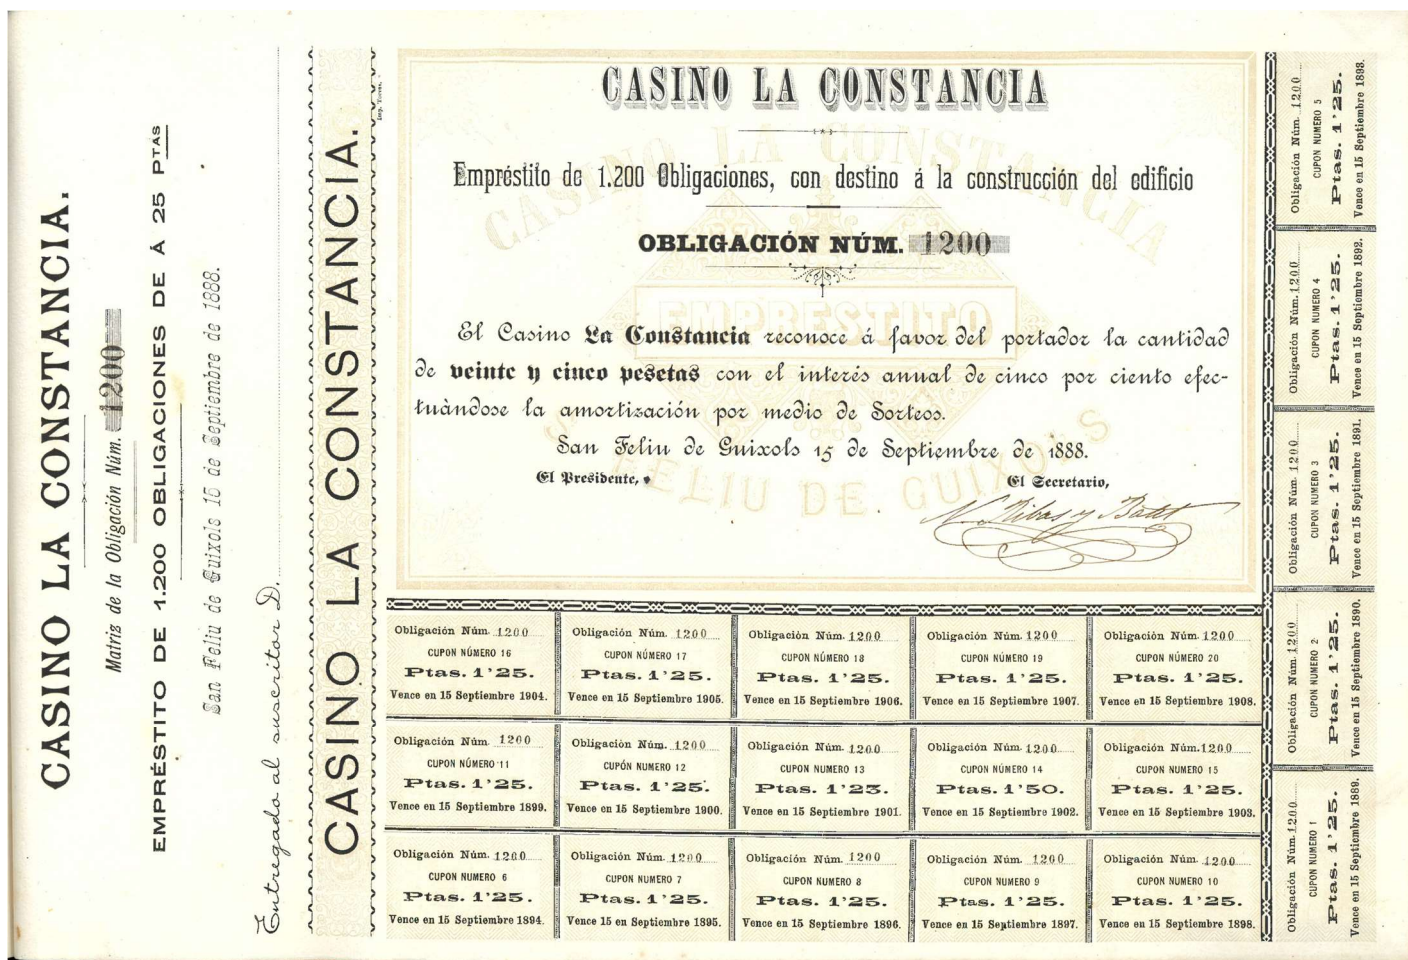 CASINO LA CONSTANCIA.
Matriz de la Obligación Núm. 1200
EMPRÉSTITO DE 1.200 OBLIGACIONES DE Á 25 PTAS
San Feliu de Guixols 15 de Septiembre de 1888.
Entregada al suscritor D.
CASINO LA CONSTANCIA.
Imp. Torres.
CASINO LA CONSTANCIA
Empréstito de 1.200 Obligaciones, con destino á la construcción del edificio
OBLIGACIÓN NÚM. 1200
CASINO LA CONSTANCIA
EMPRESTITO
S. FELIU DE GUIXOLS
El Casino La Constancia reconoce á favor del portador la cantidad
de veinte y cinco pesetas con el interés anual de cinco por ciento efec-
tuàndose la amortización por medio de Sorteos.
San Feliu de Guixols 15 de Septiembre de 1888.
El Presidente,
El Secretario,
N. Ribas y Batet
Obligación Núm. 1200
CUPON NUMERO 5
Ptas. 1'25.
Vence en 15 Septiembre 1893.
Obligación Núm. 1200
CUPON NUMERO 4
Ptas. 1'25.
Vence en 15 Septiembre 1892.
Obligación Núm. 1200
CUPON NUMERO 3
Ptas. 1'25.
Vence en 15 Septiembre 1891.
Obligación Núm. 1200
CUPON NUMERO 2
Ptas. 1'25.
Vence en 15 Septiembre 1890.
Obligación Núm. 1200
CUPON NUMERO 1
Ptas. 1'25.
Vence en 15 Septiembre 1889.
Obligación Núm. 1200
CUPON NÚMERO 16
Ptas. 1'25.
Vence en 15 Septiembre 1904.
Obligación Núm. 1200
CUPON NÚMERO 17
Ptas. 1'25.
Vence en 15 Septiembre 1905.
Obligación Núm. 1200
CUPON NÚMERO 18
Ptas. 1'25.
Vence en 15 Septiembre 1906.
Obligación Núm. 1200
CUPON NÚMERO 19
Ptas. 1'25.
Vence en 15 Septiembre 1907.
Obligación Núm. 1200
CUPON NUMERO 20
Ptas. 1'25.
Vence en 15 Septiembre 1908.
Obligación Núm. 1200
CUPON NÚMERO 11
Ptas. 1'25.
Vence en 15 Septiembre 1899.
Obligación Núm. 1200
CUPÓN NÚMERO 12
Ptas. 1'25.
Vence en 15 Septiembre 1900.
Obligación Núm. 1200
CUPON NUMERO 13
Ptas. 1'25.
Vence en 15 Septiembre 1901.
Obligación Núm. 1200
CUPON NUMERO 14
Ptas. 1'50.
Vence en 15 Septiembre 1902.
Obligación Núm. 1200
CUPON NUMERO 15
Ptas. 1'25.
Vence en 15 Septiembre 1903.
Obligación Núm. 1200
CUPON NUMERO 6
Ptas. 1'25.
Vence en 15 Septiembre 1894.
Obligación Núm. 1200
CUPON NUMERO 7
Ptas. 1'25.
Vence en 15 Septiembre 1895.
Obligación Núm. 1200
CUPON NUMERO 8
Ptas. 1'25.
Vence en 15 Septiembre 1896.
Obligación Núm. 1200
CUPON NUMERO 9
Ptas. 1'25.
Vence en 15 Septiembre 1897.
Obligación Núm. 1200
CUPON NUMERO 10
Ptas. 1'25.
Vence en 15 Septiembre 1898.